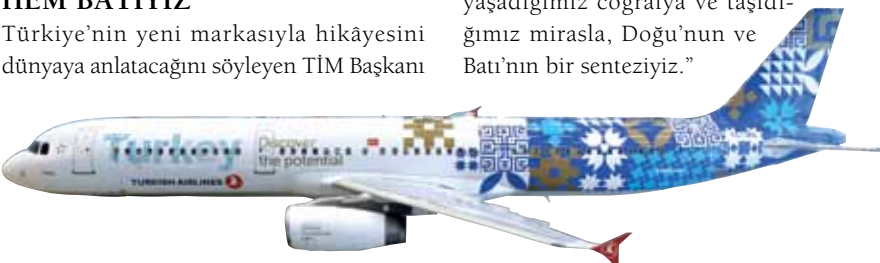 HEM BATIYIZ
Türkiye'nin yeni markasıyla hikâyesini
dünyaya anlatacağını söyleyen TİM Başkanı
yaşadığımız coğrafya ve taşıdı-
ğımız mirasla, Doğu'nun ve
Batı'nın bir senteziyiz.”
Turkey
Discover
the potential
TURKISH AIRLINES